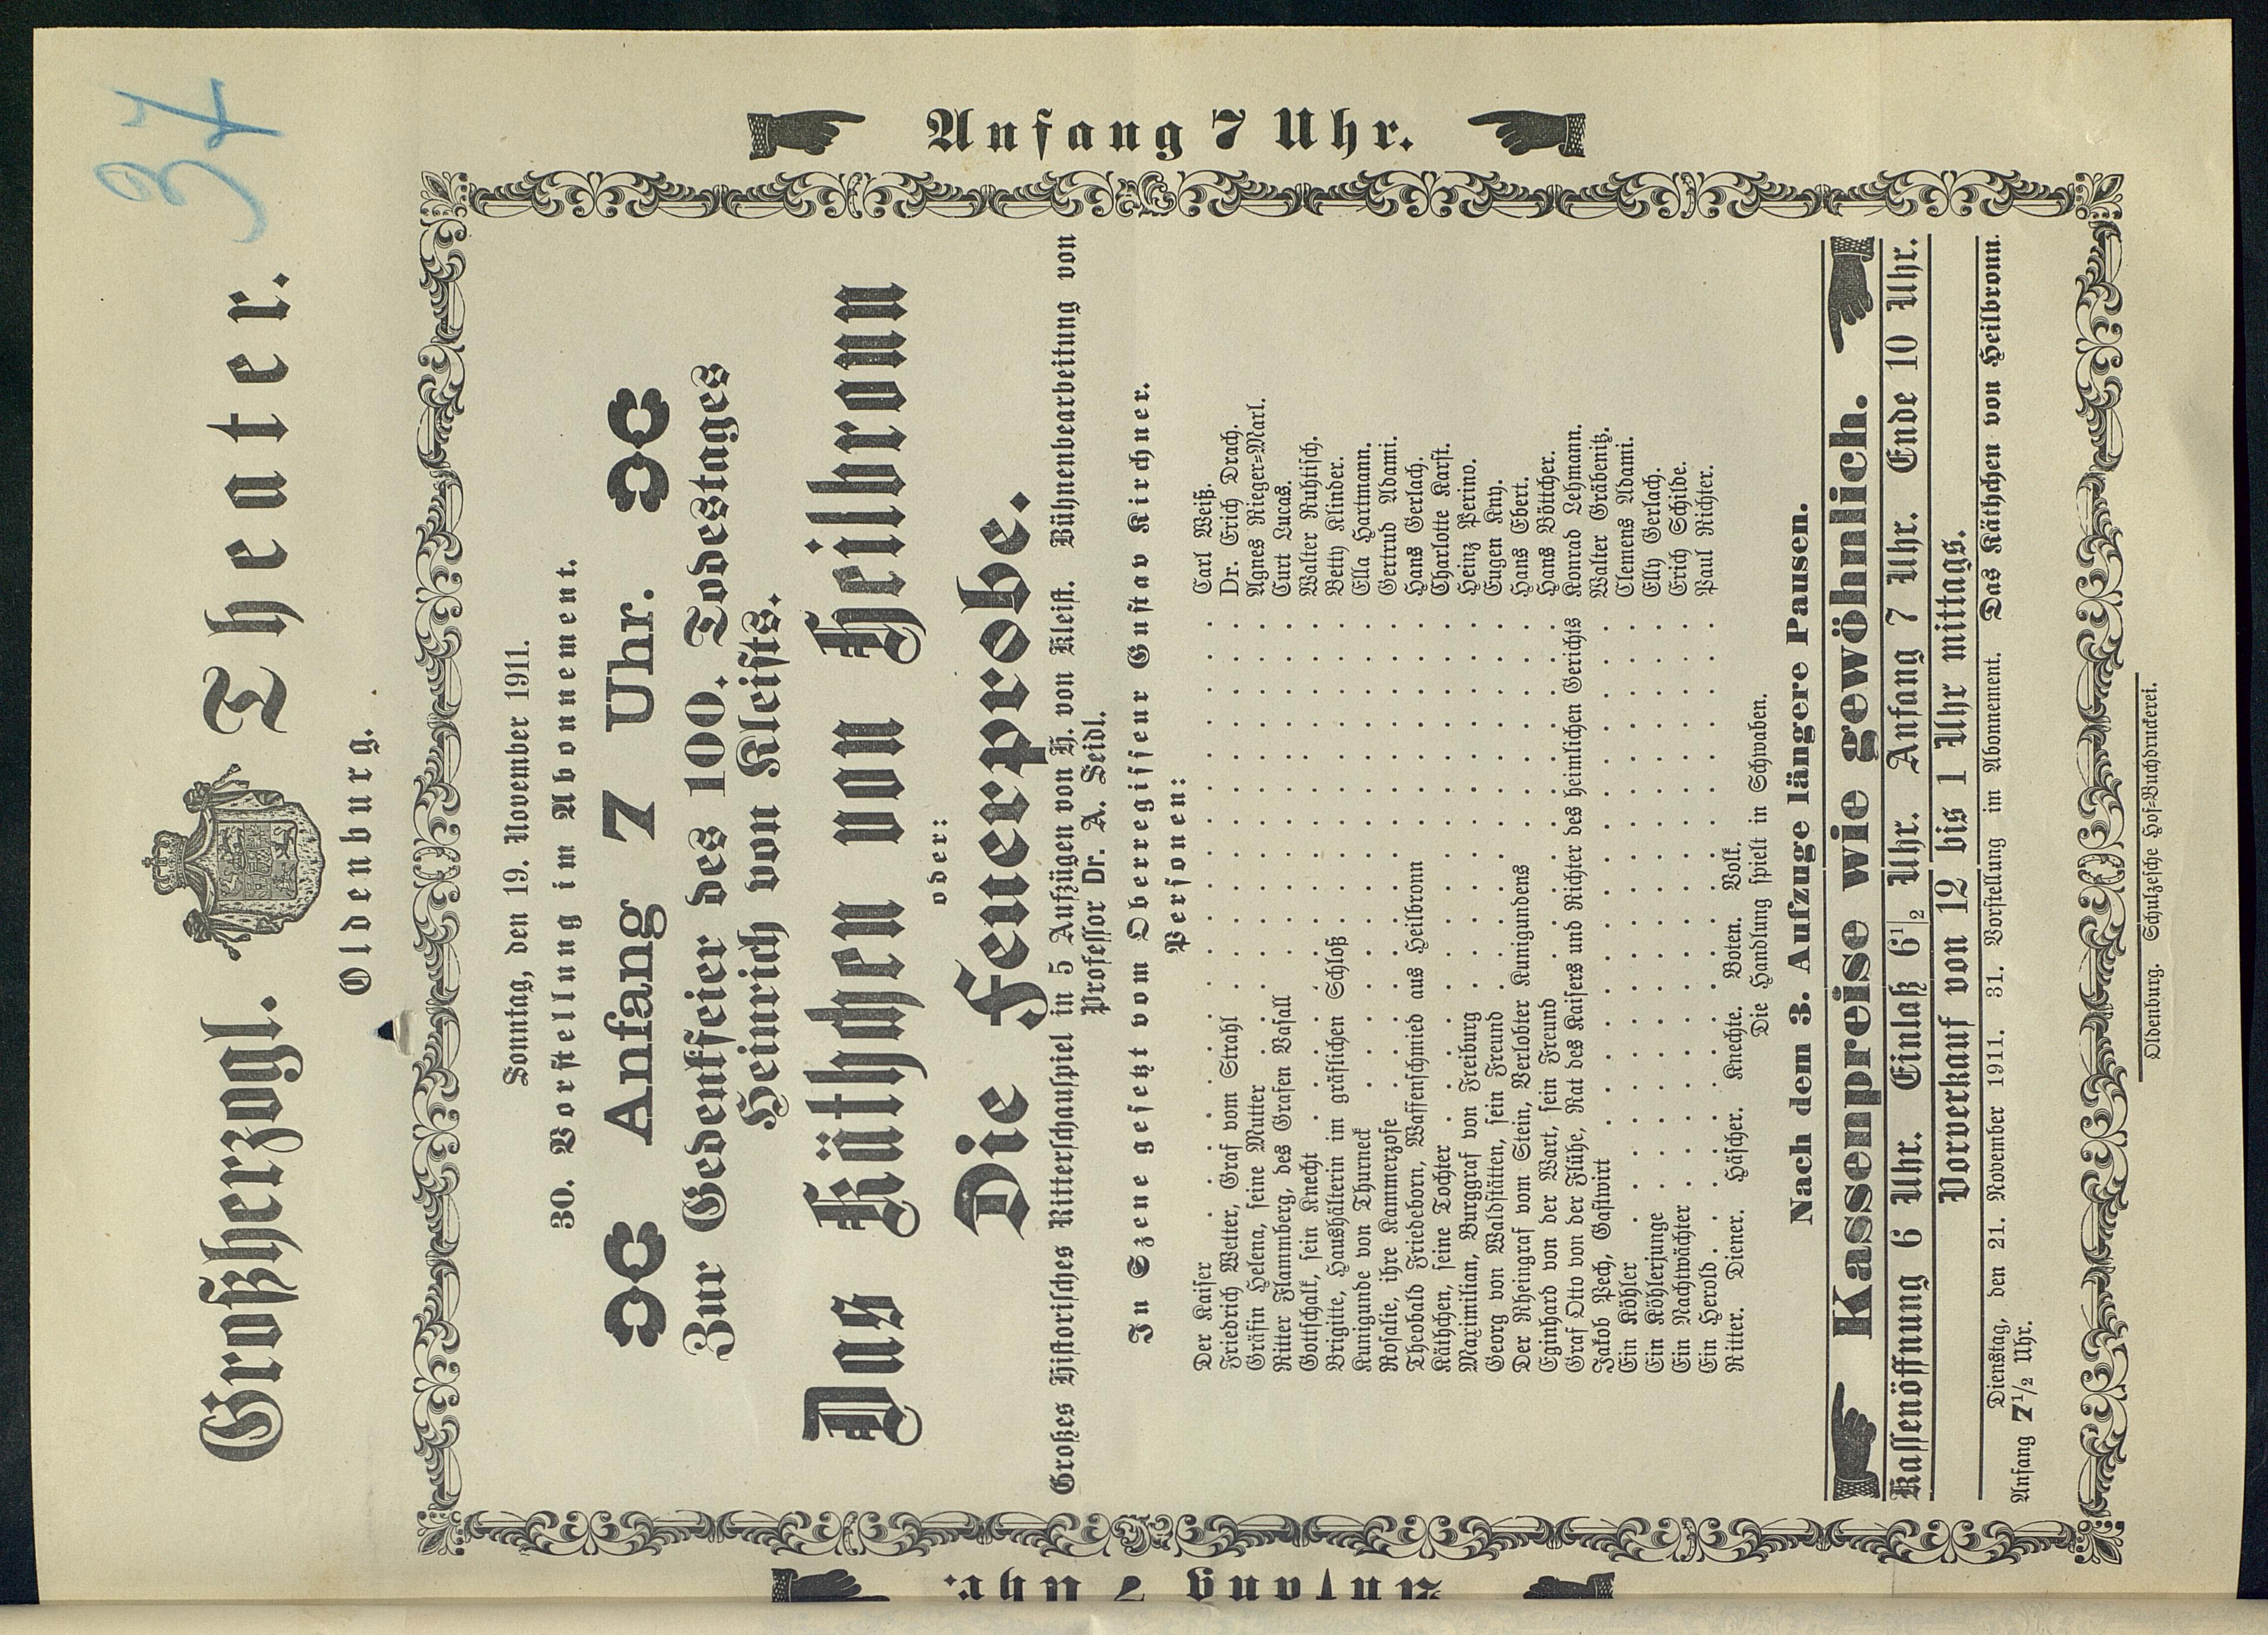 37
Großherzogl. Theater.
Oldenburg.
Sonntag, den 19. November 1911.
30. Vorstellung im Abonnement.
Anfang 7 Uhr.
Zur Gedenkfeier des 100. Todestages
Heinrich von Kleists.
Das Käthchen von Heilbronn
oder:
Die Feuerprobe.
Großes Historisches Ritterschauspiel in 5 Aufzügen von H. von Kleist. Bühnenbearbeitung von
Professor Dr. A. Seidl.
In Szene gesetzt vom Oberregisseur Gustav Kirchner.
Personen:
Der Kaiser . . . . Carl Weiß.
Friedrich Wetter, Graf vom Strahl . . . . Dr. Erich Drach.
Gräfin Helena, seine Mutter . . . . Agnes Rieger-Marl.
Ritter Flammberg, des Grafen Vasall . . . . Curt Lucas.
Gottschalk, sein Knecht . . . . Walter Ruhtisch.
Brigitte, Haushälterin im gräflichen Schloß . . . . Betty Klinder.
Kunigunde von Thurneck . . . . Ella Hartmann.
Rosalie, ihre Kammerzofe . . . . Gertrud Adami.
Theobald Friedeborn, Waffenschmied aus Heilbronn . . . . Hans Gerlach.
Käthchen, seine Tochter . . . . Charlotte Karst.
Maximilian, Burggraf von Freiburg . . . . Heinz Perino.
Georg von Waldstätten, sein Freund . . . . Eugen Kny.
Der Rheingraf vom Stein, Verlobter Kunigundens . . . . Hans Ebert.
Eginhard von der Wart, sein Freund . . . . Hans Böttcher.
Graf Otto von der Flühe, Rat des Kaisers und Richter des heimlichen Gerichts Konrad Lehmann.
Jakob Pech, Gastwirt . . . . Walter Gräbenitz.
Ein Köhler . . . . Clemens Adami.
Ein Köhlerjunge . . . . Elly Gerlach.
Ein Nachtwächter . . . . Erich Schilde.
Ein Herold . . . . Paul Richter.
Ritter. Diener. Häscher. Knechte. Boten. Volk.
Die Handlung spielt in Schwaben.
Nach dem 3. Aufzuge längere Pausen.
Kassenpreise wie gewöhnlich.
Kassenöffnung 6 Uhr. Einlaß 6 1/2 Uhr. Anfang 7 Uhr. Ende 10 Uhr.
Vorverkauf von 12 bis 1 Uhr mittags.
Dienstag, den 21. November 1911. 31. Vorstellung im Abonnement. Das Käthchen von Heilbronn.
Anfang 7 1/2 Uhr.
Oldenburg. Schulzesche Hof-Buchdruckerei.
Anfang 7 Uhr.
Anfang 7 Uhr.